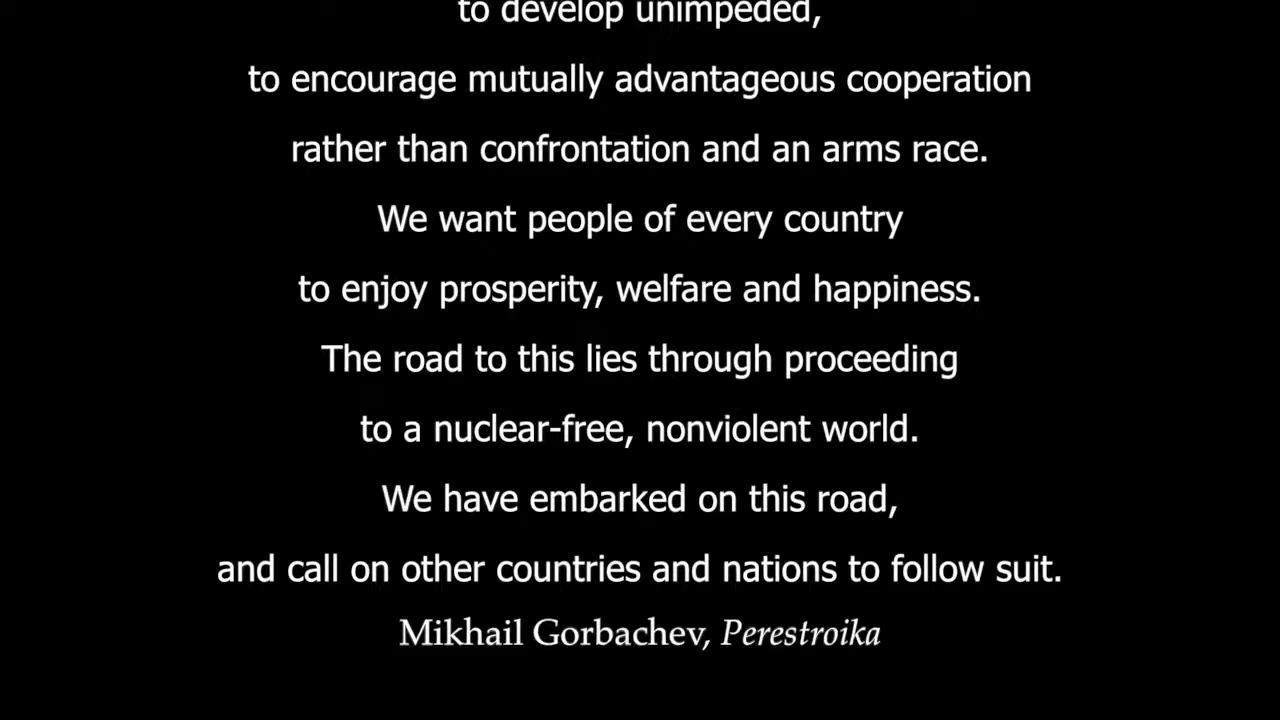 to develop unimpeded,
to encourage mutually advantageous cooperation
rather than confrontation and an arms race.
We want people of every country
to enjoy prosperity, welfare and happiness.
The road to this lies through proceeding
to a nuclear-free, nonviolent world.
We have embarked on this road,
and call on other countries and nations to follow suit.
Mikhail Gorbachev, Perestroika